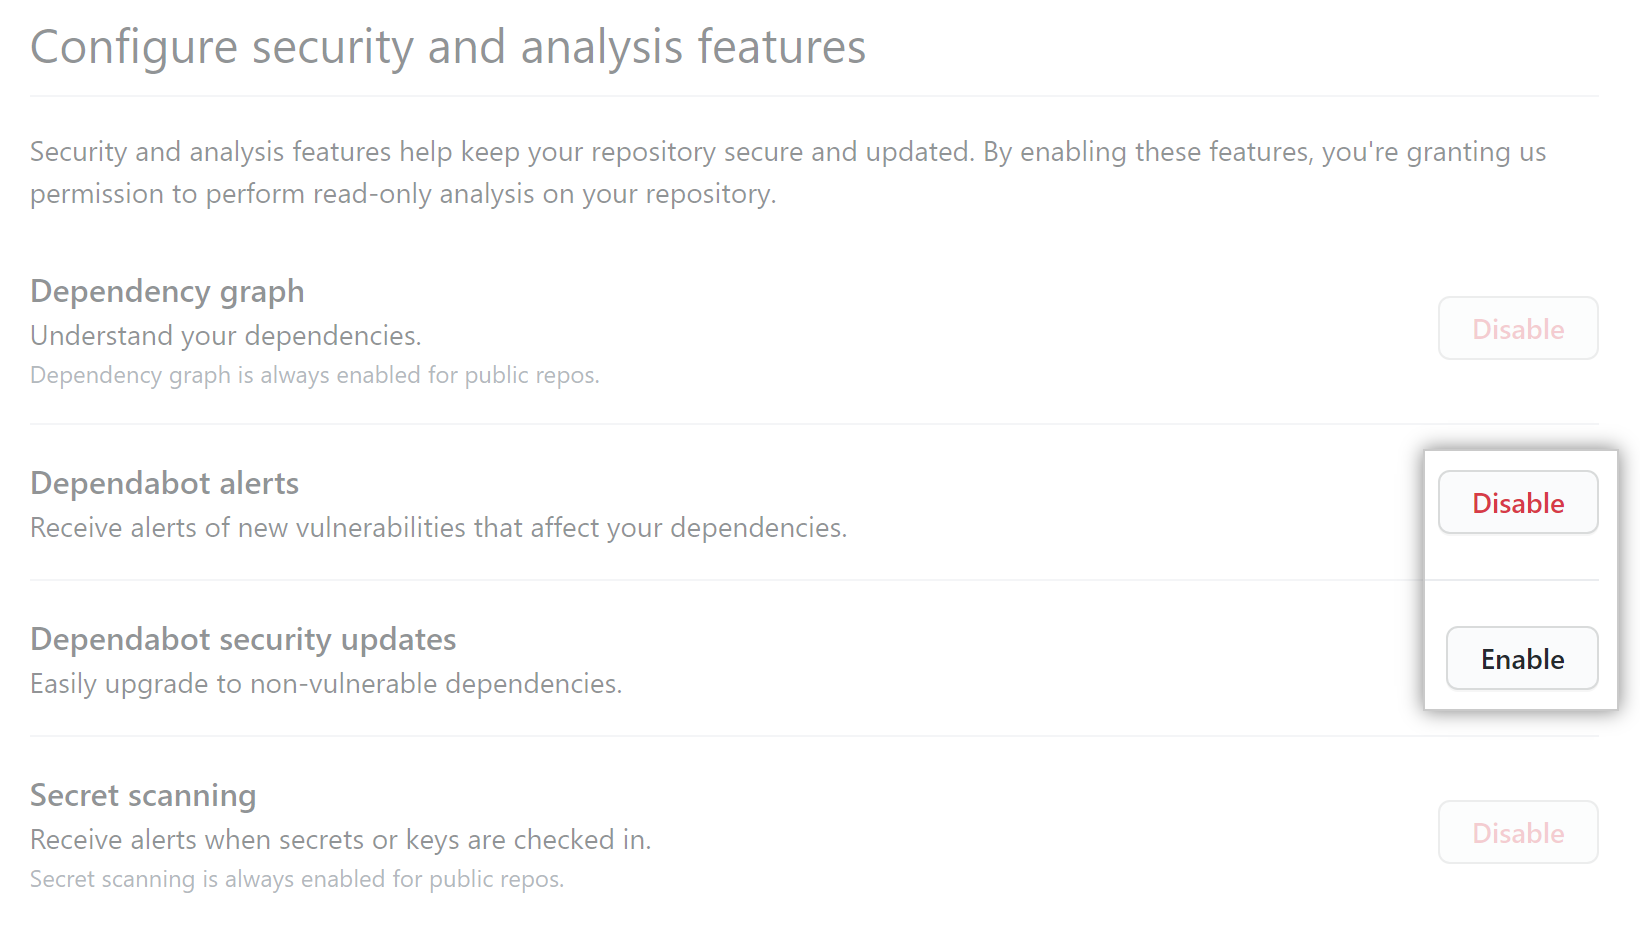 Configure security and analysis features
Security and analysis features help keep your repository secure and updated. By enabling these features, you're granting us
permission to perform read-only analysis on your repository.
Dependency graph
Understand your dependencies.
Dependency graph is always enabled for public repos.
Disable
Dependabot alerts
Receive alerts of new vulnerabilities that affect your dependencies.
Disable
Dependabot security updates
Easily upgrade to non-vulnerable dependencies.
Enable
Secret scanning
Receive alerts when secrets or keys are checked in.
Secret scanning is always enabled for public repos.
Disable